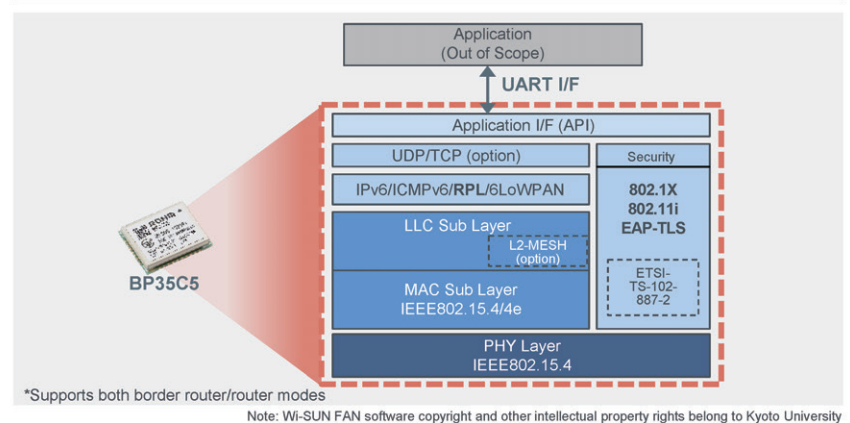 Application
(Out of Scope)
UART I/F
Application I/F (API)
UDP/TCP (option)
Security
IPv6/ICMPv6/RPL/6LoWPAN
802.1X
802.11i
EAP-TLS
LLC Sub Layer
L2-MESH
(option)
ETSI-
TS-102-
887-2
MAC Sub Layer
IEEE802.15.4/4e
PHY Layer
IEEE802.15.4
BP35C5
*Supports both border router/router modes
Note: Wi-SUN FAN software copyright and other intellectual property rights belong to Kyoto University